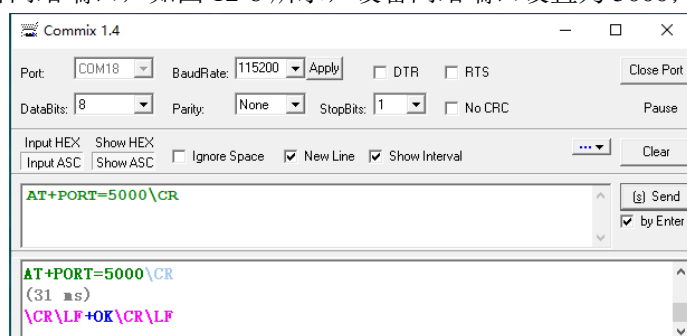 Commix 1.4
Port: COM18 BaudRate: 115200 Apply DTR RTS Close Port
DataBits: 8 Parity: None StopBits: 1 No CRC Pause
Input HEX Show HEX
Input ASC Show ASC Ignore Space New Line Show Interval ... Clear
AT+PORT=5000\CR
(s) Send
by Enter
AT+PORT=5000\CR
(31 ms)
\CR\LF+OK\CR\LF